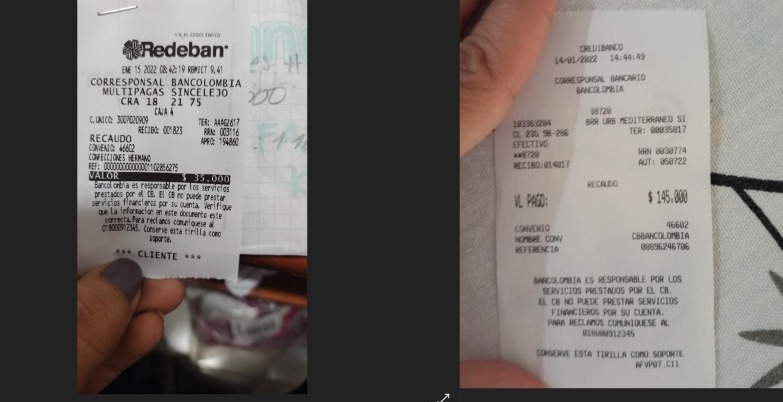 Redeban
ENE 15 2022 08:42:19 RBMICT 9,41
CORRESPONSAL BANCOLOMBIA
MULTIPAGAS SINCELEJO
CRA 18 21 75
CAJA 4
C.UNICO: 3007020909 TER: AAAG2617
RECIBO: 001823 RRN: 003116
RECAUDO APRO: 194860
CONVENIO: 46602
CONFECCIONES HERMANO
VALOR $ 35.000
Bancolombia es responsable por los servicios
prestados por el CB. El CB no puede prestar
servicios financieros por su cuenta. Verifique
que la informacion en este documento este
correcta.Para reclamos comuniquese al
018000912345. Conserve esta tirilla como
soporte.
*** CLIENTE ***
CREDIBANCO
14/01/2022 14:44:49
CORRESPONSAL BANCARIO
BANCOLOMBIA
38720
103363204 BRR URB MEDITERRANEO SI
CL 23G 9B-286 TER: 00035817
EFECTIVO
**8720 RRN 0030774
RECIBO:014017 AUT: 050722
RECAUDO
VL PAGO: $ 145.000
CONVENIO 46602
NOMBRE CONV CBBANCOLOMBIA
REFERENCIA 08896246706
BANCOLOMBIA ES RESPONSABLE POR LOS
SERVICIOS PRESTADOS POR EL CB.
EL CB NO PUEDE PRESTAR SERVICIOS
FINANCIEROS POR SU CUENTA.
PARA RECLAMOS COMUNIQUESE AL
018000912345
CONSERVE ESTA TIRILLA COMO SOPORTE
AFVP07.C11